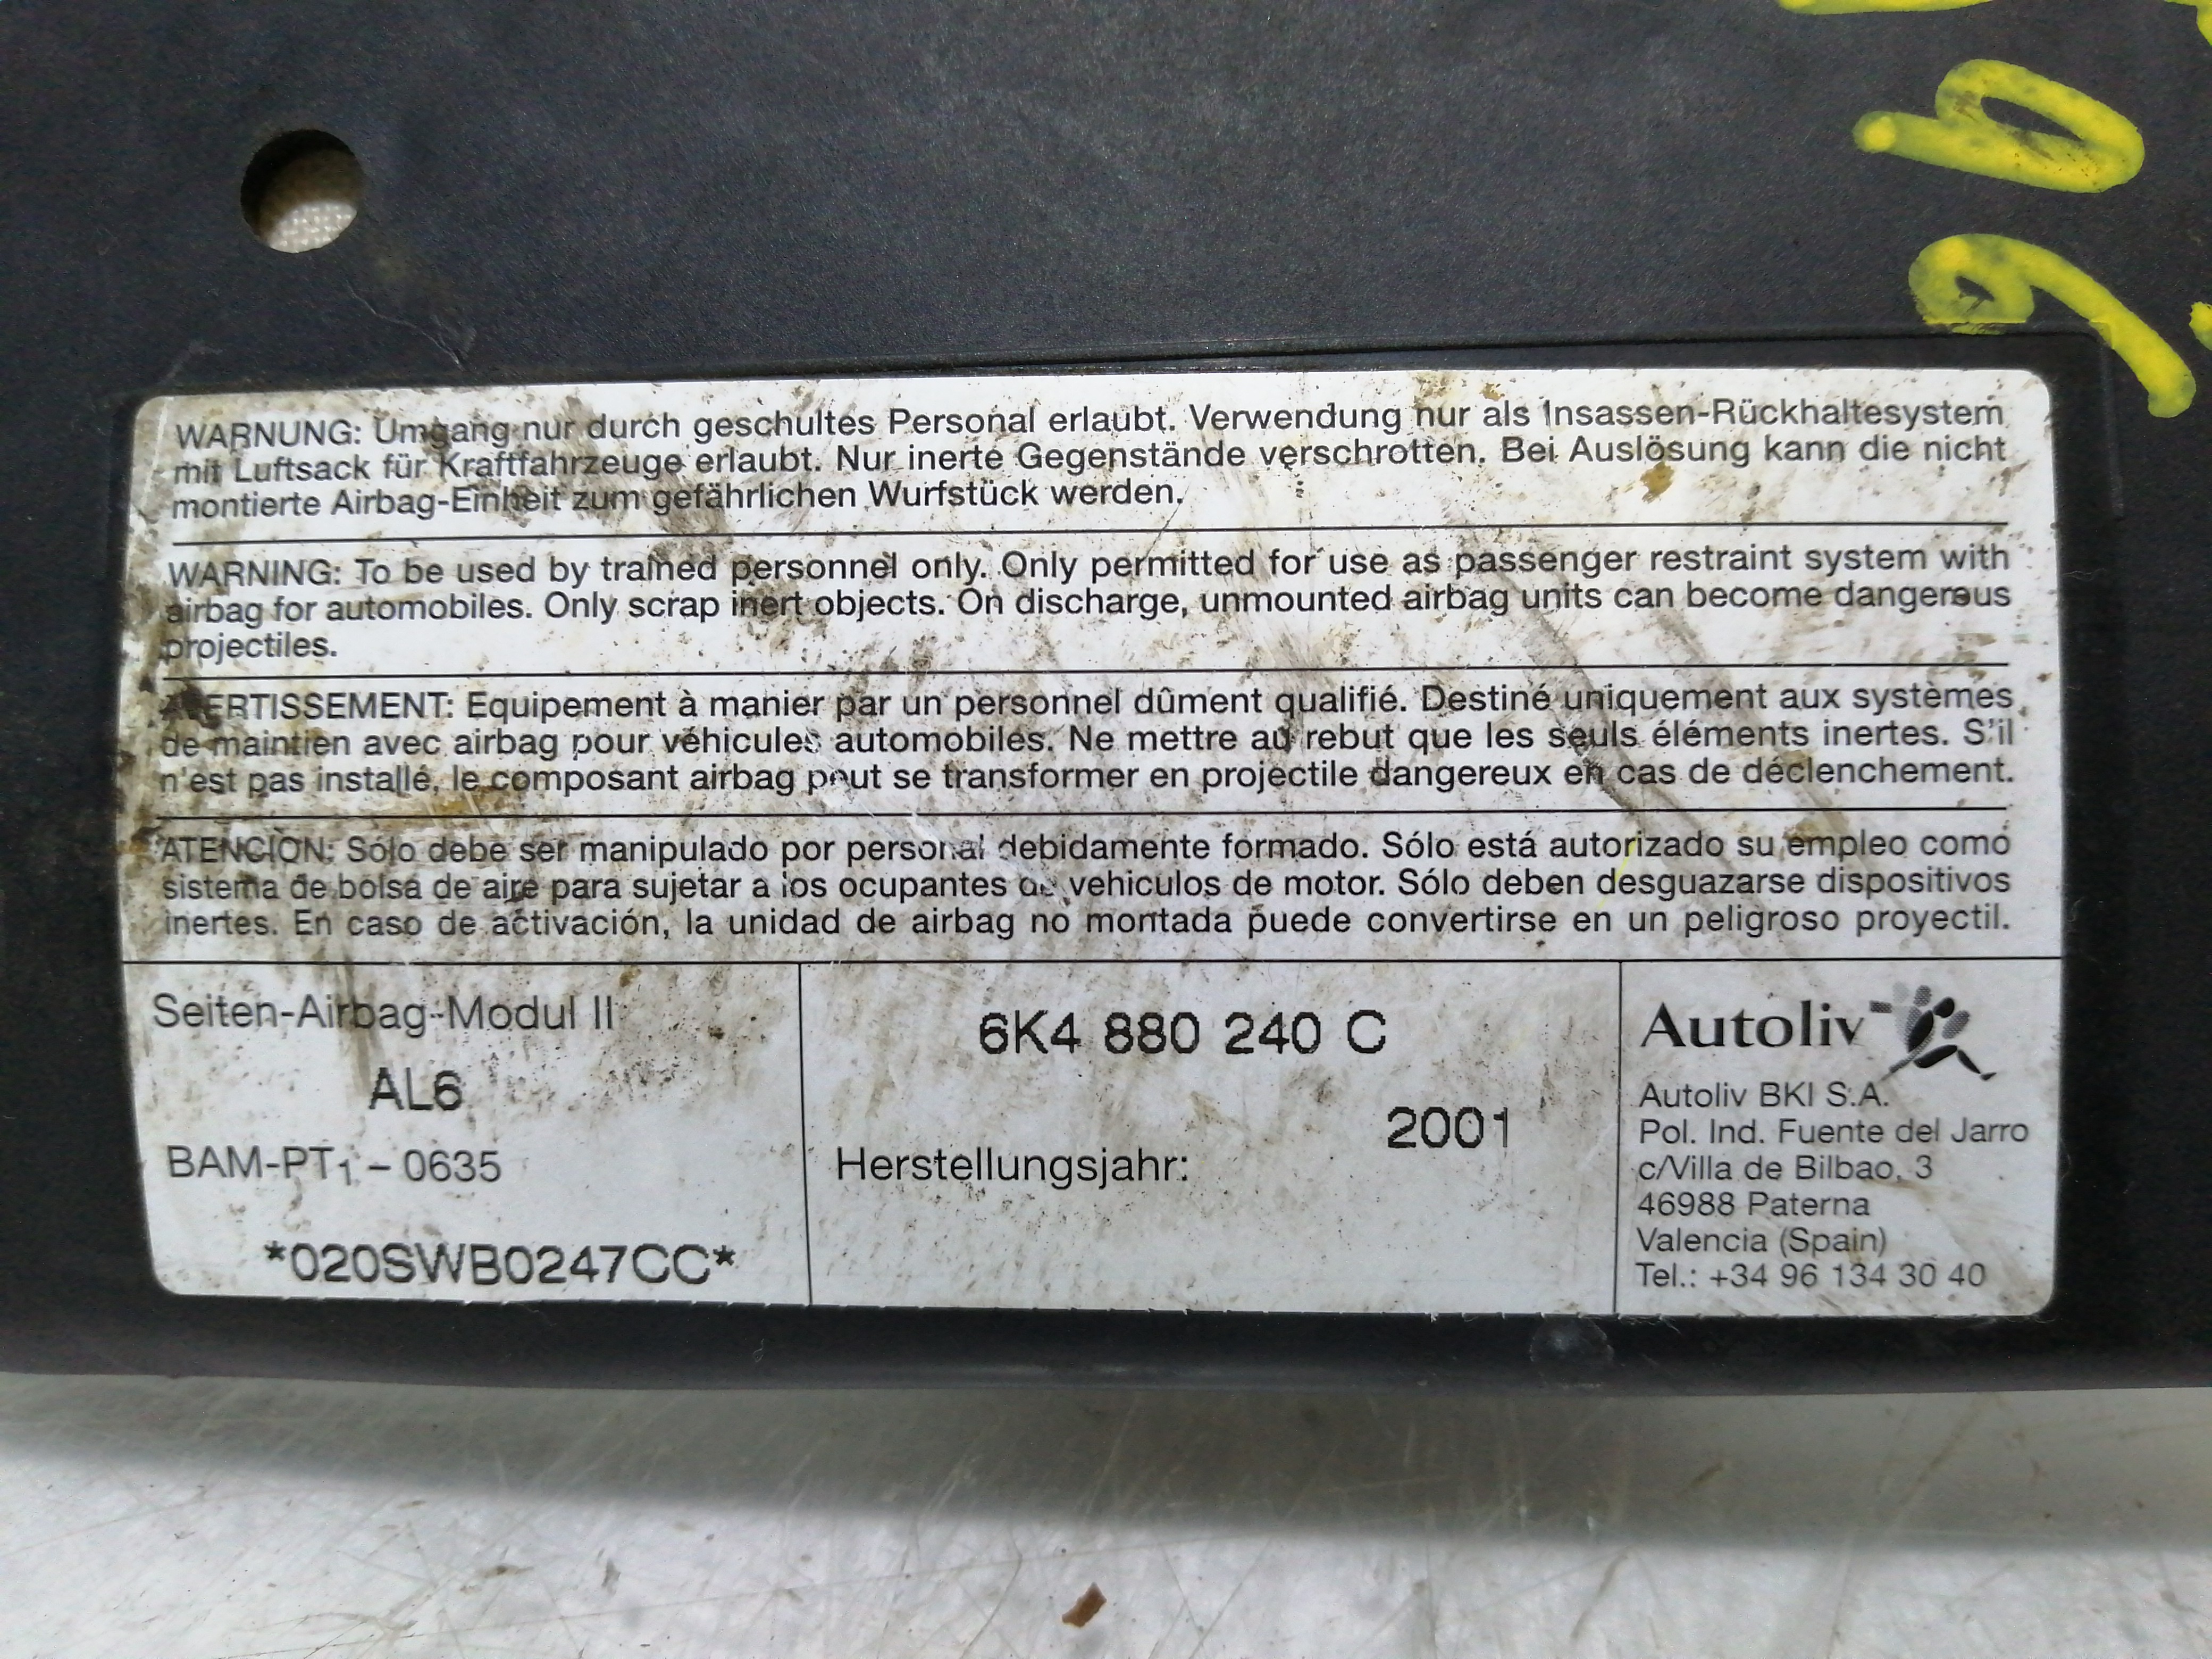 WARNUNG: Umgang nur durch geschultes Personal erlaubt. Verwendung nur als Insassen-Rückhaltesystem
mit Luftsack für Kraftfahrzeuge erlaubt. Nur inerte Gegenstände verschrotten. Bei Auslösung kann die nicht
montierte Airbag-Einheit zum gefährlichen Wurfstück werden.
WARNING: To be used by trained personnel only. Only permitted for use as passenger restraint system with
airbag for automobiles. Only scrap inert objects. On discharge, unmounted airbag units can become dangerous
projectiles.
AVERTISSEMENT: Equipement à manier par un personnel dûment qualifié. Destiné uniquement aux systèmes
de maintien avec airbag pour véhicules automobiles. Ne mettre au rebut que les seuls éléments inertes. S'il
n'est pas installé, le composant airbag peut se transformer en projectile dangereux en cas de déclenchement.
ATENCIÓN: Sólo debe ser manipulado por personal debidamente formado. Sólo está autorizado su empleo como
sistema de bolsa de aire para sujetar a los ocupantes de vehiculos de motor. Sólo deben desguazarse dispositivos
inertes. En caso de activación, la unidad de airbag no montada puede convertirse en un peligroso proyectil.
Seiten-Airbag-Modul II
AL6
BAM-PT1 - 0635
*020SWB0247CC*
6K4 880 240 C
2001
Herstellungsjahr:
Autoliv
Autoliv BKI S.A.
Pol. Ind. Fuente del Jarro
c/Villa de Bilbao, 3
46988 Paterna
Valencia (Spain)
Tel.: +34 96 134 30 40